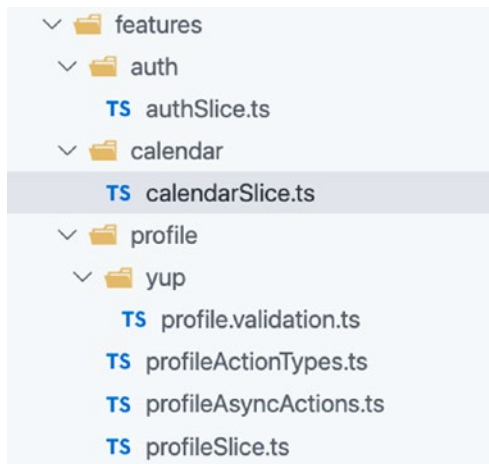 features
auth
TS authSlice.ts
calendar
TS calendarSlice.ts
profile
yup
TS profile.validation.ts
TS profileActionTypes.ts
TS profileAsyncActions.ts
TS profileSlice.ts